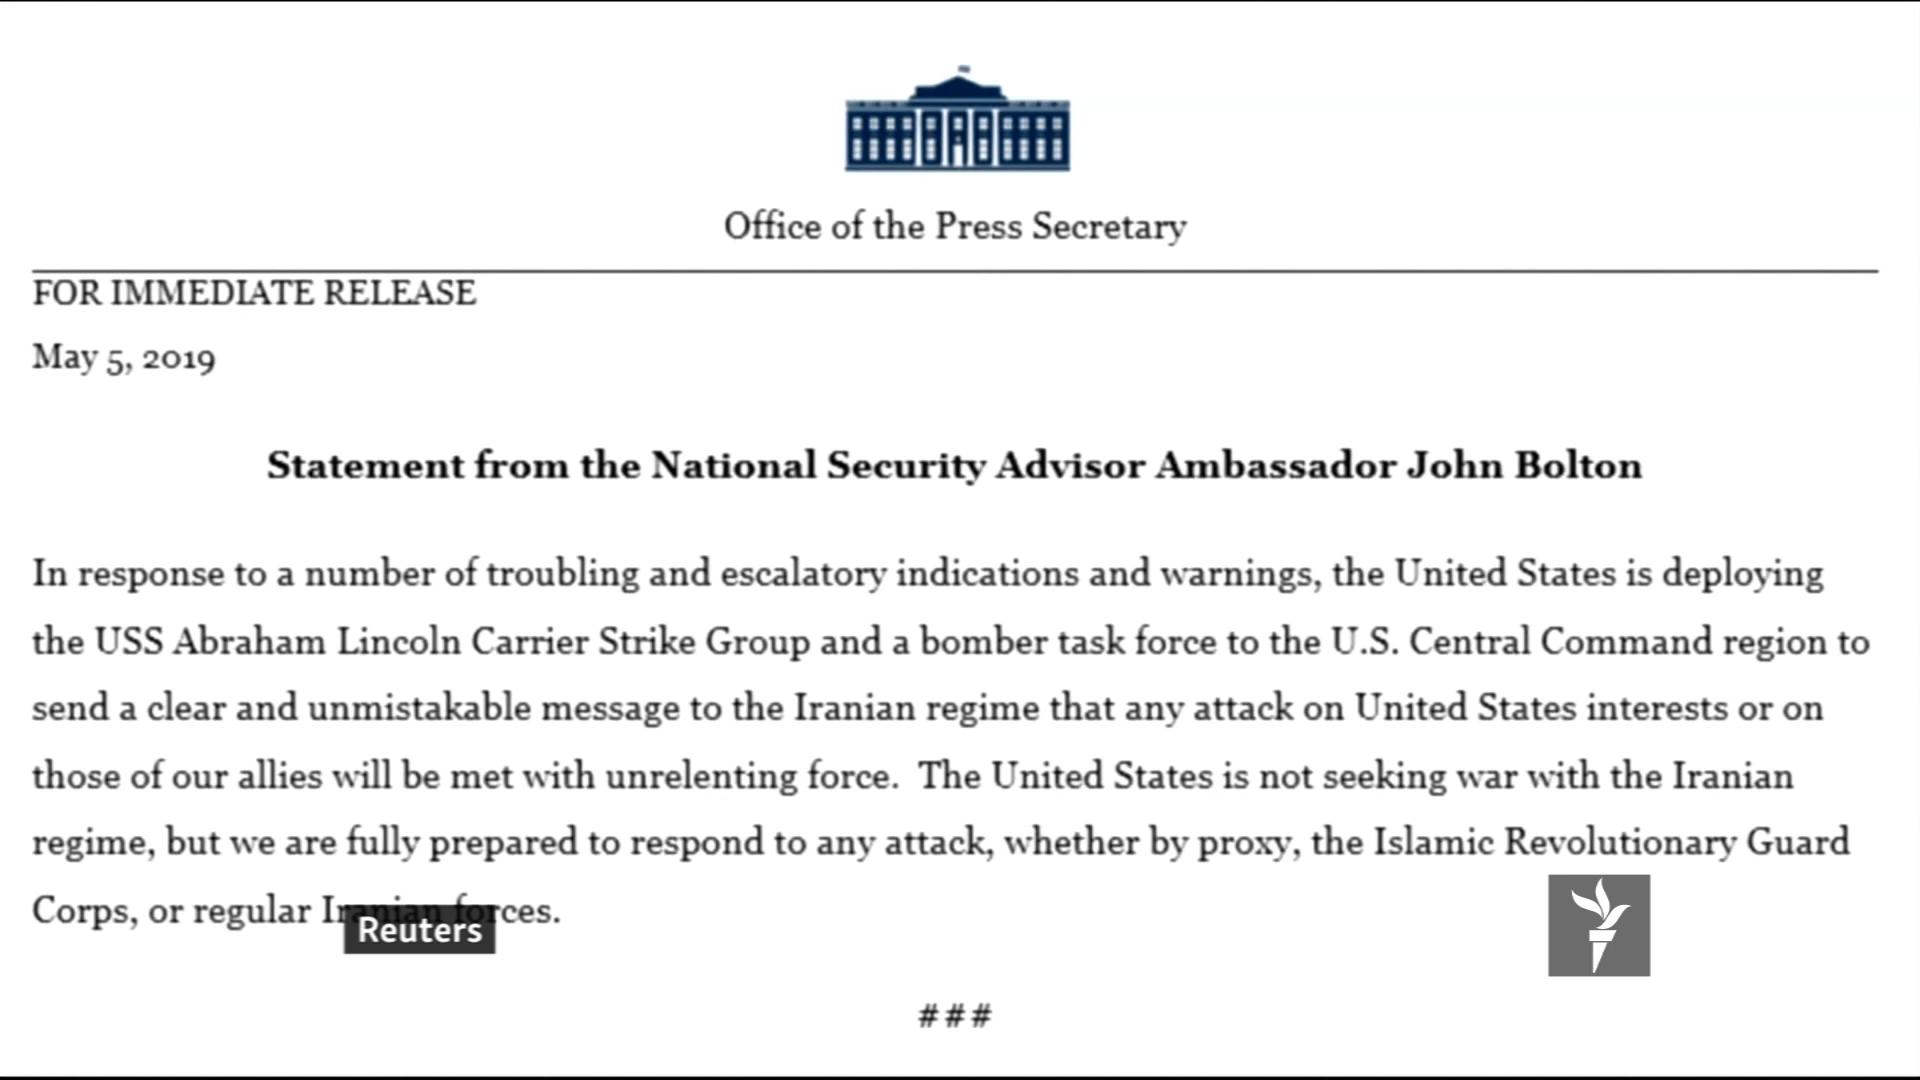 Office of the Press Secretary
FOR IMMEDIATE RELEASE
May 5, 2019
Statement from the National Security Advisor Ambassador John Bolton
In response to a number of troubling and escalatory indications and warnings, the United States is deploying
the USS Abraham Lincoln Carrier Strike Group and a bomber task force to the U.S. Central Command region to
send a clear and unmistakable message to the Iranian regime that any attack on United States interests or on
those of our allies will be met with unrelenting force.  The United States is not seeking war with the Iranian
regime, but we are fully prepared to respond to any attack, whether by proxy, the Islamic Revolutionary Guard
Corps, or regular Iranian forces.
Reuters
###